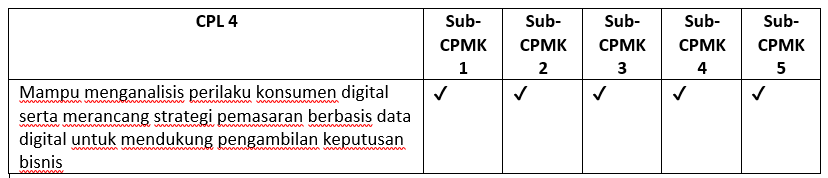 CPL 4
Sub-CPMK 1
Sub-CPMK 2
Sub-CPMK 3
Sub-CPMK 4
Sub-CPMK 5
Mampu menganalisis perilaku konsumen digital
serta merancang strategi pemasaran berbasis data
digital untuk mendukung pengambilan keputusan
bisnis
✓ ✓ ✓ ✓ ✓